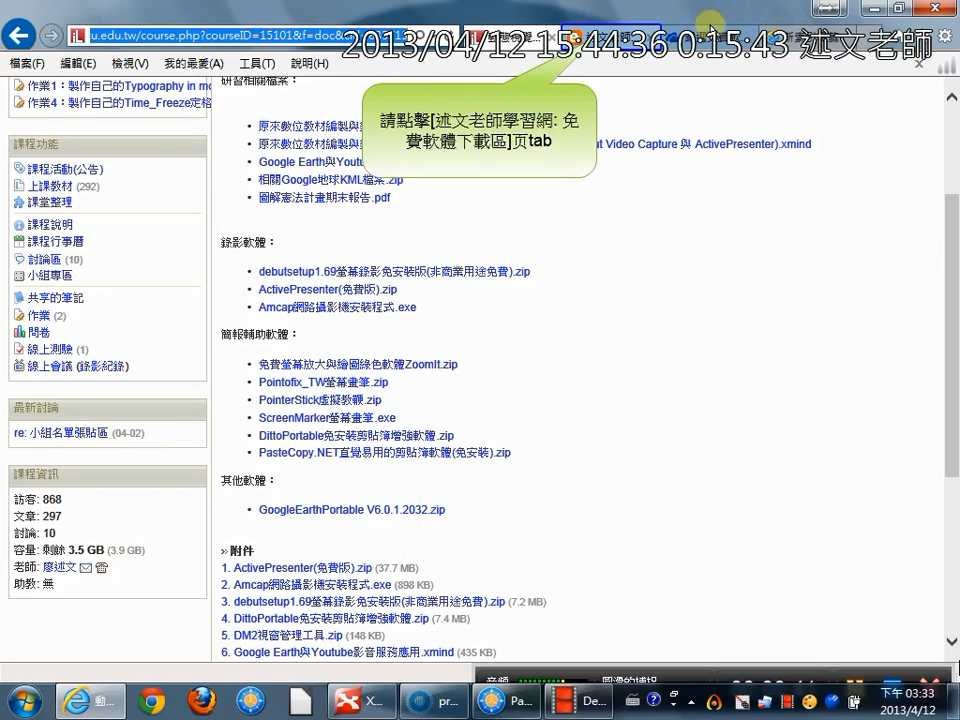 u.edu.tw/course.php?courseID=15101&f=doc&
2013/04/12 15:44:36 0:15:43 述文老師
檔案(F) 編輯(E) 檢視(V) 我的最愛(A) 工具(T) 說明(H)
作業1：製作自己的Typography in mo
作業4：製作自己的Time_Freeze定格
課程功能
課程活動(公告)
上課教材 (292)
課堂整理
課程說明
課程行事曆
討論區 (10)
小組專區
共享的筆記
作業 (2)
問卷
線上測驗 (1)
線上會議 (錄影紀錄)
最新討論
re: 小組名單張貼區 (04-02)
課程資訊
訪客: 868
文章: 297
討論: 10
容量: 剩餘 3.5 GB (3.9 GB)
老師: 廖述文
助教: 無
請點擊[述文老師學習網: 免
費軟體下載區]页tab
研習相關檔案：
原來數位教材編製與
原來數位教材編製與 ut Video Capture 與 ActivePresenter).xmind
Google Earth與Youtu
相關Google地球KML檔案.zip
圖解憲法計畫期末報告.pdf
錄影軟體：
debutsetup1.69螢幕錄影免安裝版(非商業用途免費).zip
ActivePresenter(免費版).zip
Amcap網路攝影機安裝程式.exe
簡報輔助軟體：
免費螢幕放大與繪圖綠色軟體ZoomIt.zip
Pointofix_TW螢幕畫筆.zip
PointerStick虛擬教鞭.zip
ScreenMarker螢幕畫筆.exe
DittoPortable免安裝剪貼簿增強軟體.zip
PasteCopy.NET直覺易用的剪貼簿軟體(免安裝).zip
其他軟體：
GoogleEarthPortable V6.0.1.2032.zip
» 附件
1. ActivePresenter(免費版).zip (37.7 MB)
2. Amcap網路攝影機安裝程式.exe (898 KB)
3. debutsetup1.69螢幕錄影免安裝版(非商業用途免費).zip (7.2 MB)
4. DittoPortable免安裝剪貼簿增強軟體.zip (7.4 MB)
5. DM2視窗管理工具.zip (148 KB)
6. Google Earth與Youtube影音服務應用.xmind (435 KB)
動...
X...
pr...
Pa...
De...
下午 03:33
2013/4/12